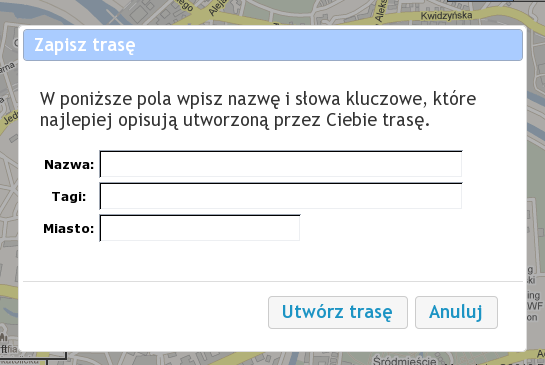 Kwidzyńska
Zapisz trasę
W poniższe pola wpisz nazwę i słowa kluczowe, które
najlepiej opisują utworzoną przez Ciebie trasę.
Nazwa:
Tagi:
Miasto:
Utwórz trasę
Anuluj
ft
Śródmieście